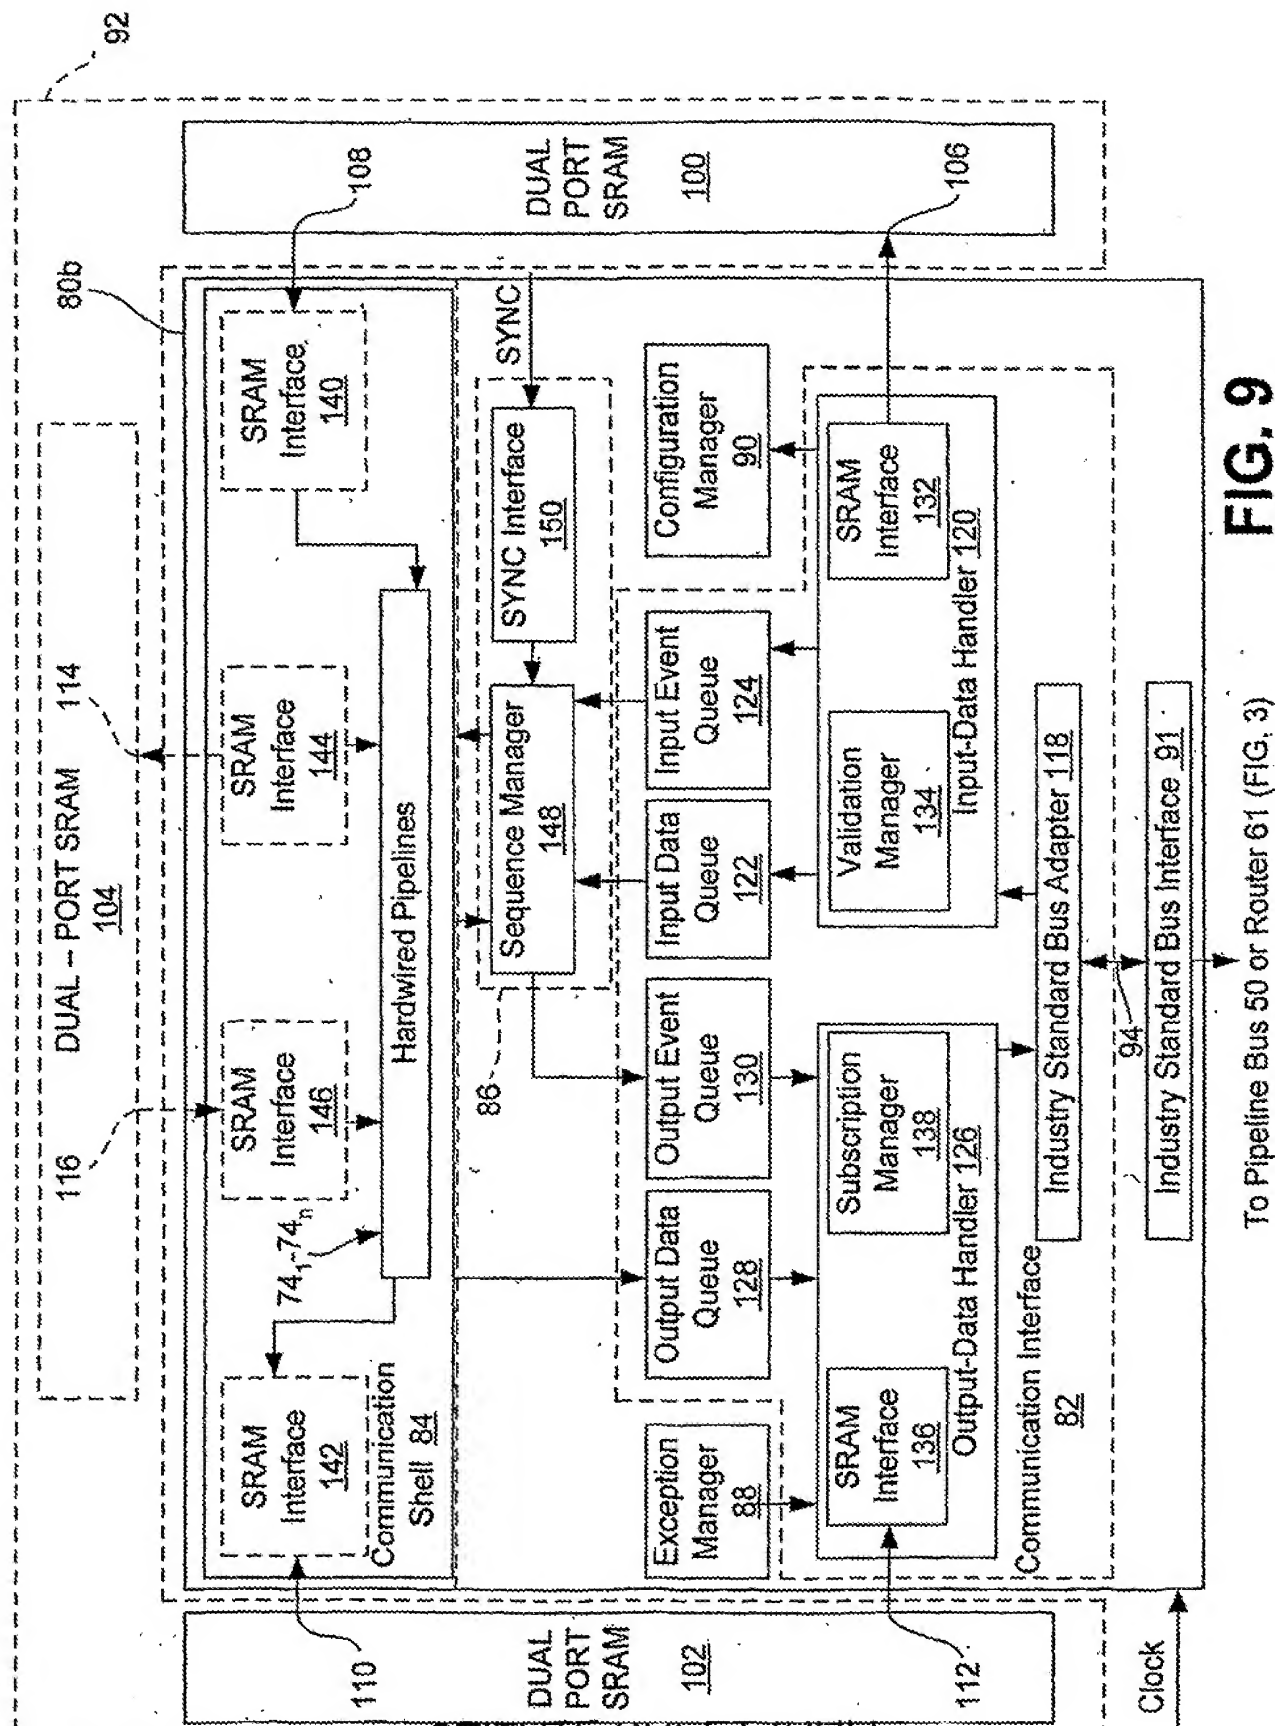 92
DUAL – PORT SRAM
104
116
114
80b
108
DUAL
PORT
SRAM
100
106
SRAM
Interface
142
SRAM
Interface
146
SRAM
Interface
144
SRAM
Interface
140
74₁-74ₙ
Hardwired Pipelines
Communication
Shell 84
110
DUAL
PORT
SRAM
102
112
86
Sequence Manager
148
SYNC Interface
150
SYNC
Exception
Manager
88
Output Data
Queue
128
Output Event
Queue
130
Input Data
Queue
122
Input Event
Queue
124
Configuration
Manager
90
SRAM
Interface
136
Subscription
Manager
138
Output-Data Handler 126
Validation
Manager
134
SRAM
Interface
132
Input-Data Handler 120
Communication Interface
82
Industry Standard Bus Adapter 118
94
Industry Standard Bus Interface 91
Clock
To Pipeline Bus 50 or Router 61 (FIG. 3)
FIG. 9